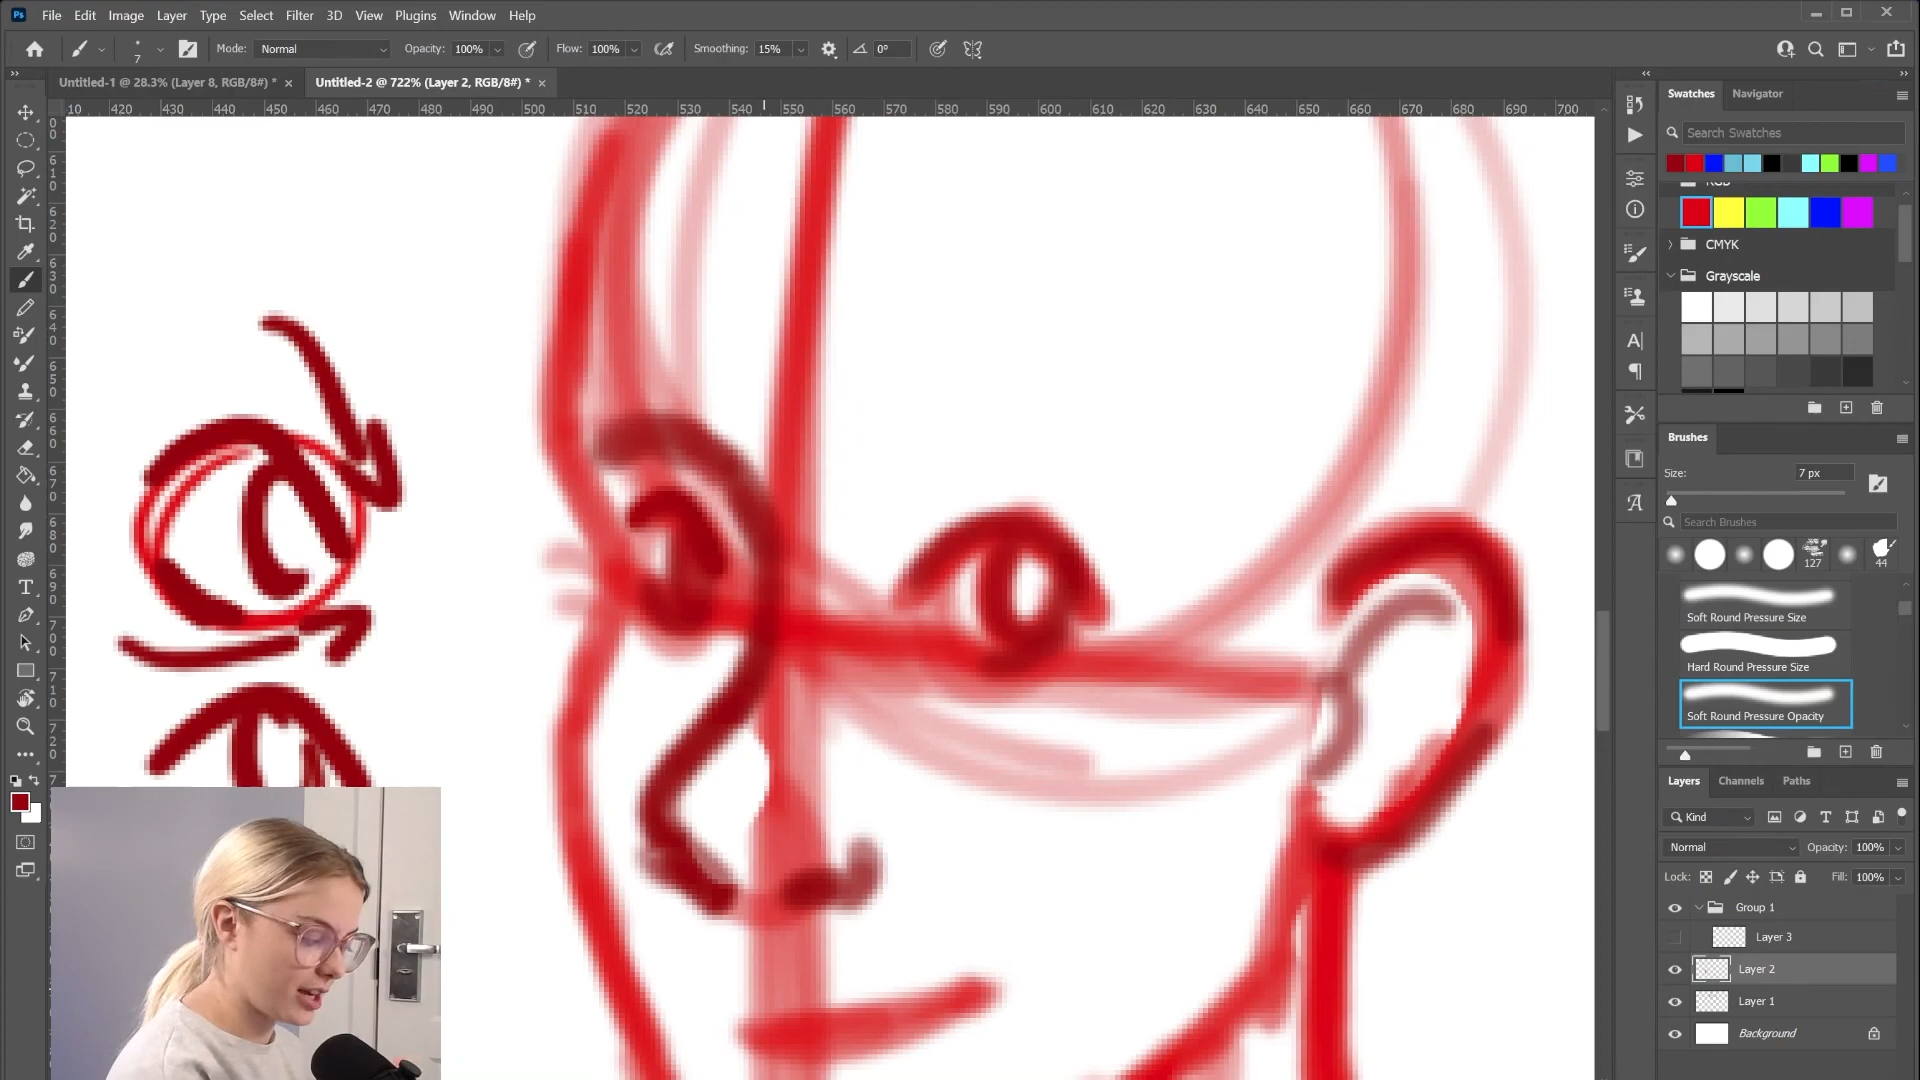 Ps File Edit Image Layer Type Select Filter 3D View Plugins Window Help
7 Mode: Normal Opacity: 100% Flow: 100% Smoothing: 15% 0°
Untitled-1 @ 28.3% (Layer 8, RGB/8#) * × Untitled-2 @ 722% (Layer 2, RGB/8#) * ×
410 420 430 440 450 460 470 480 490 500 510 520 530 540 550 560 570 580 590 600 610 620 630 640 650 660 670 680 690 700
Swatches Navigator
Search Swatches
RGB
CMYK
Grayscale
Brushes
Size: 7 px
Search Brushes
127 44
Soft Round Pressure Size
Hard Round Pressure Size
Soft Round Pressure Opacity
Layers Channels Paths
Kind
Normal Opacity: 100%
Lock: Fill: 100%
Group 1
Layer 3
Layer 2
Layer 1
Background